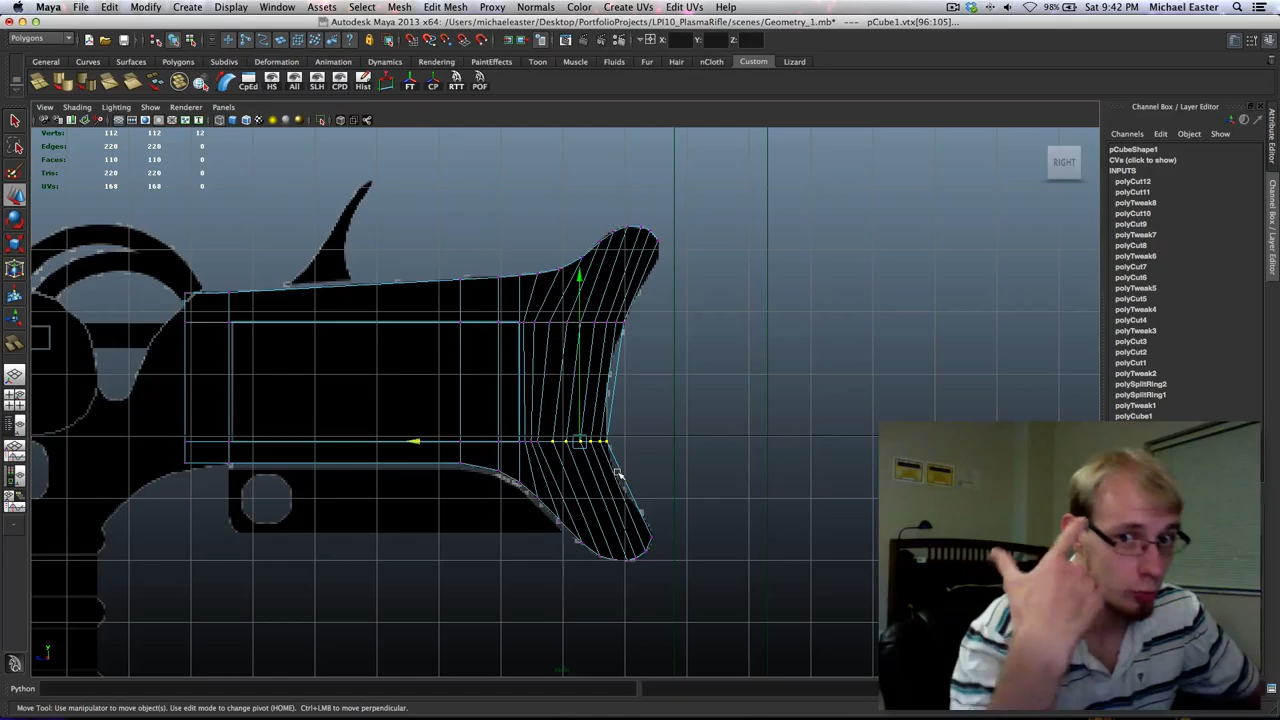 Maya File Edit Modify Create Display Window Assets Select Mesh Edit Mesh Proxy Normals Color Create UVs Edit UVs 98% Sat 9:42 PM Michael Easter
Autodesk Maya 2013 x64: /Users/michaeleaster/Desktop/PortfolioProjects/LPI10_PlasmaRifle/scenes/Geometry_1.mb* --- pCube1.vtx[96:105]...
Polygons X: Y: Z:
General Curves Surfaces Polygons Subdivs Deformation Animation Dynamics Rendering PaintEffects Toon Muscle Fluids Fur Hair nCloth Custom Lizard
CpEd HS All SLH CPD Hist FT CP RTT POF
View Shading Lighting Show Renderer Panels
Channel Box / Layer Editor
Verts: 112 112 12
Edges: 220 220 0
Faces: 110 110 0
Tris: 220 220 0
UVs: 168 168 0
RIGHT
Channels Edit Object Show
pCubeShape1
CVs (click to show)
INPUTS
polyCut12
polyCut11
polyTweak8
polyCut10
polyCut9
polyTweak7
polyCut8
polyTweak6
polyCut7
polyCut6
polyTweak5
polyCut5
polyTweak4
polyCut4
polyTweak3
polyCut3
polyCut2
polyCut1
polyTweak2
polySplitRing2
polySplitRing1
polyTweak1
polyCube1
Attribute Editor
Channel Box / Layer Editor
Y
Python
Move Tool: Use manipulator to move object(s). Use edit mode to change pivot (HOME). Ctrl+LMB to move perpendicular.